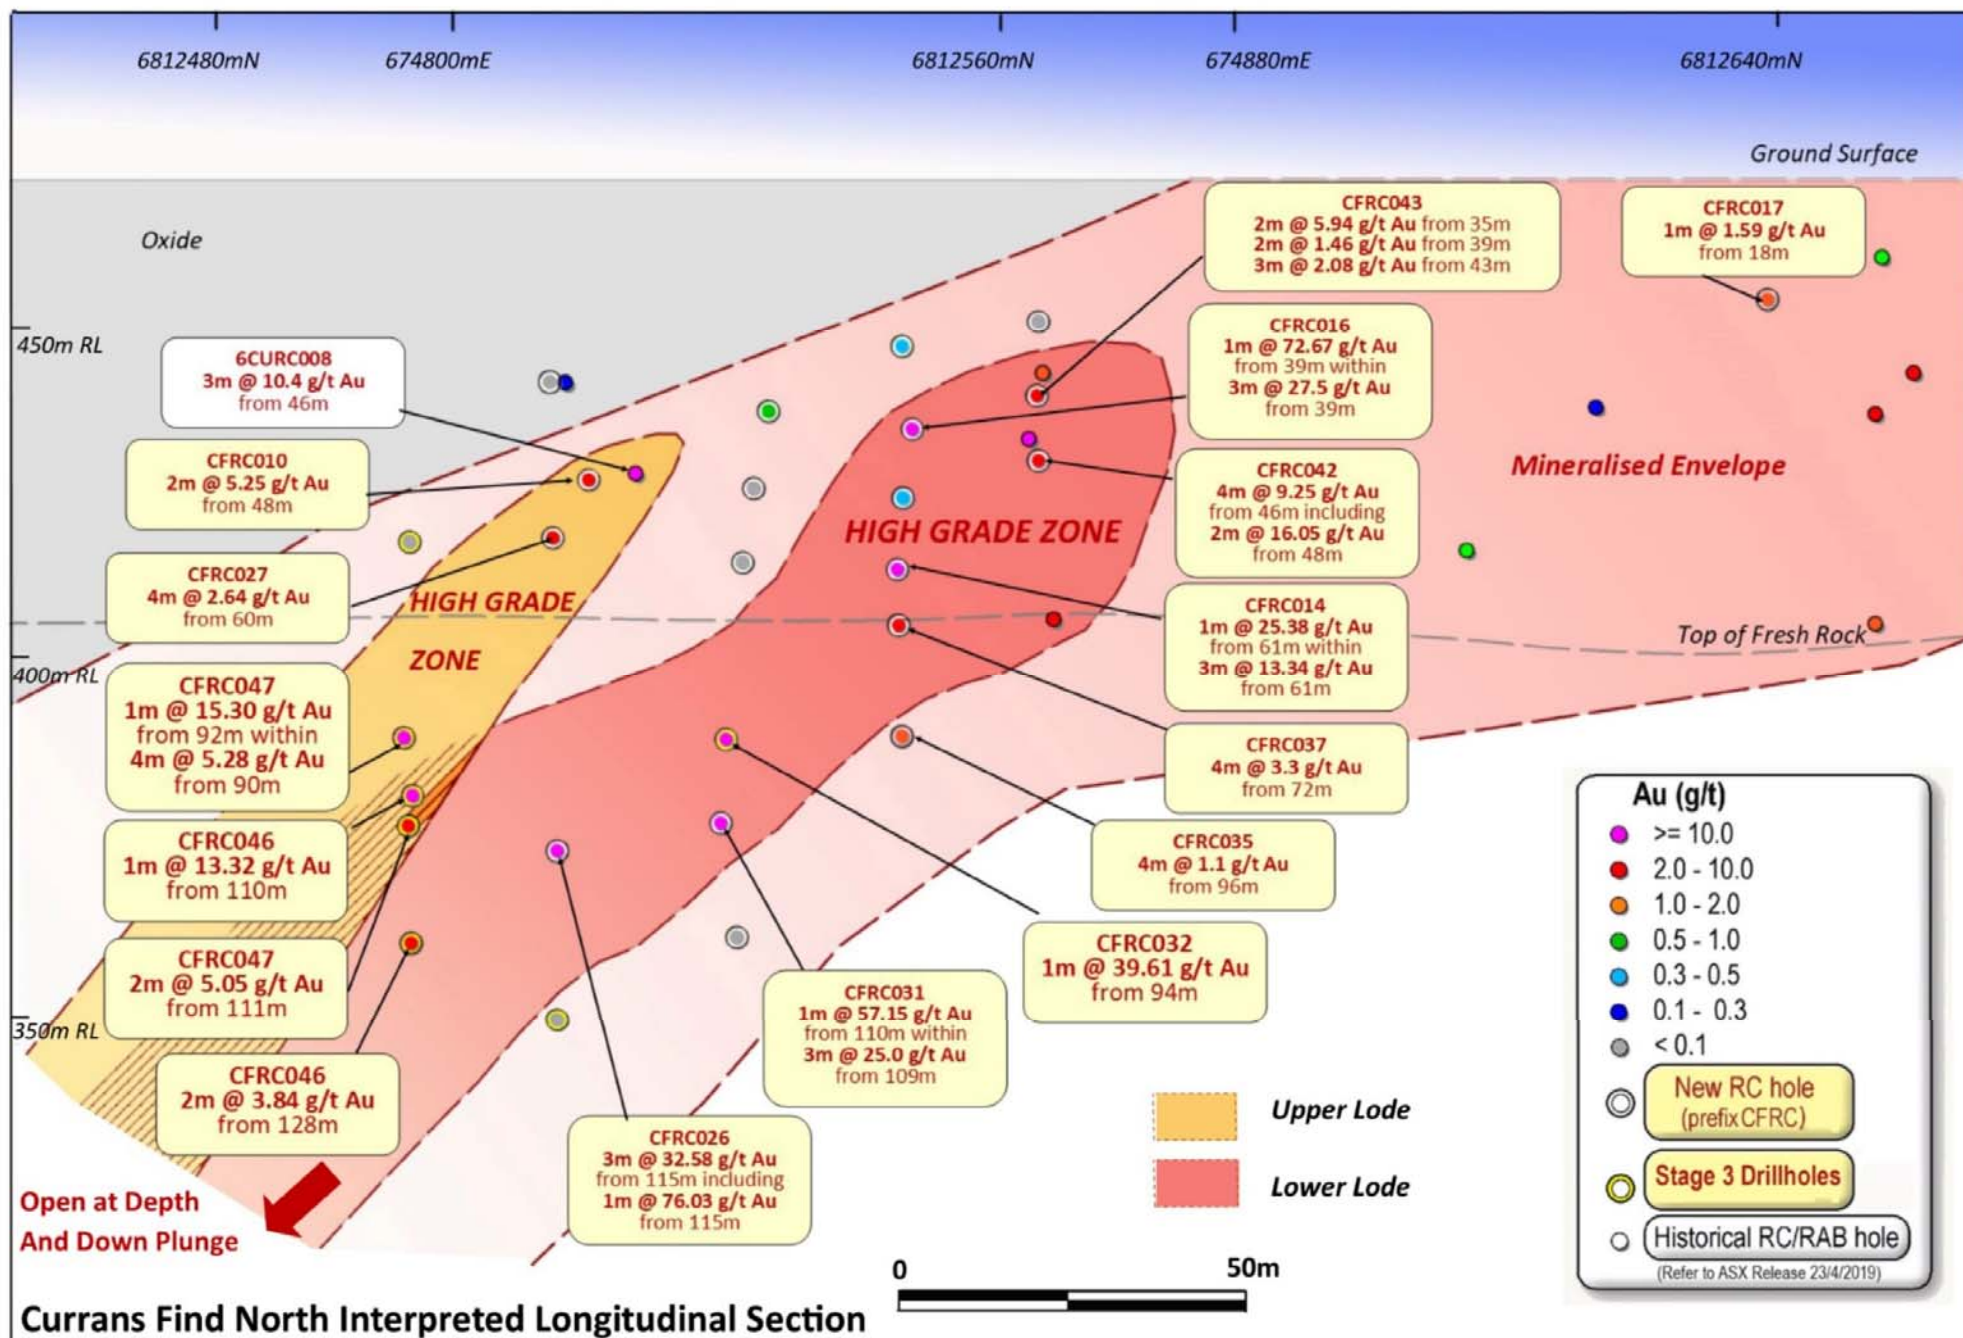 6812480mN
674800mE
6812560mN
674880mE
6812640mN
Ground Surface
Oxide
CFRC043
2m @ 5.94 g/t Au from 35m
2m @ 1.46 g/t Au from 39m
3m @ 2.08 g/t Au from 43m
CFRC017
1m @ 1.59 g/t Au
from 18m
450m RL
6CURC008
3m @ 10.4 g/t Au
from 46m
CFRC016
1m @ 72.67 g/t Au
from 39m within
3m @ 27.5 g/t Au
from 39m
CFRC010
2m @ 5.25 g/t Au
from 48m
CFRC042
4m @ 9.25 g/t Au
from 46m including
2m @ 16.05 g/t Au
from 48m
Mineralised Envelope
HIGH GRADE ZONE
CFRC027
4m @ 2.64 g/t Au
from 60m
HIGH GRADE
ZONE
CFRC014
1m @ 25.38 g/t Au
from 61m within
3m @ 13.34 g/t Au
from 61m
Top of Fresh Rock
400m RL
CFRC047
1m @ 15.30 g/t Au
from 92m within
4m @ 5.28 g/t Au
from 90m
CFRC037
4m @ 3.3 g/t Au
from 72m
CFRC046
1m @ 13.32 g/t Au
from 110m
CFRC035
4m @ 1.1 g/t Au
from 96m
CFRC047
2m @ 5.05 g/t Au
from 111m
CFRC032
1m @ 39.61 g/t Au
from 94m
350m RL
CFRC031
1m @ 57.15 g/t Au
from 110m within
3m @ 25.0 g/t Au
from 109m
CFRC046
2m @ 3.84 g/t Au
from 128m
CFRC026
3m @ 32.58 g/t Au
from 115m including
1m @ 76.03 g/t Au
from 115m
Open at Depth
And Down Plunge
Upper Lode
Lower Lode
Au (g/t)
>= 10.0
2.0 - 10.0
1.0 - 2.0
0.5 - 1.0
0.3 - 0.5
0.1 - 0.3
< 0.1
New RC hole
(prefix CFRC)
Stage 3 Drillholes
Historical RC/RAB hole
(Refer to ASX Release 23/4/2019)
0
50m
Currans Find North Interpreted Longitudinal Section